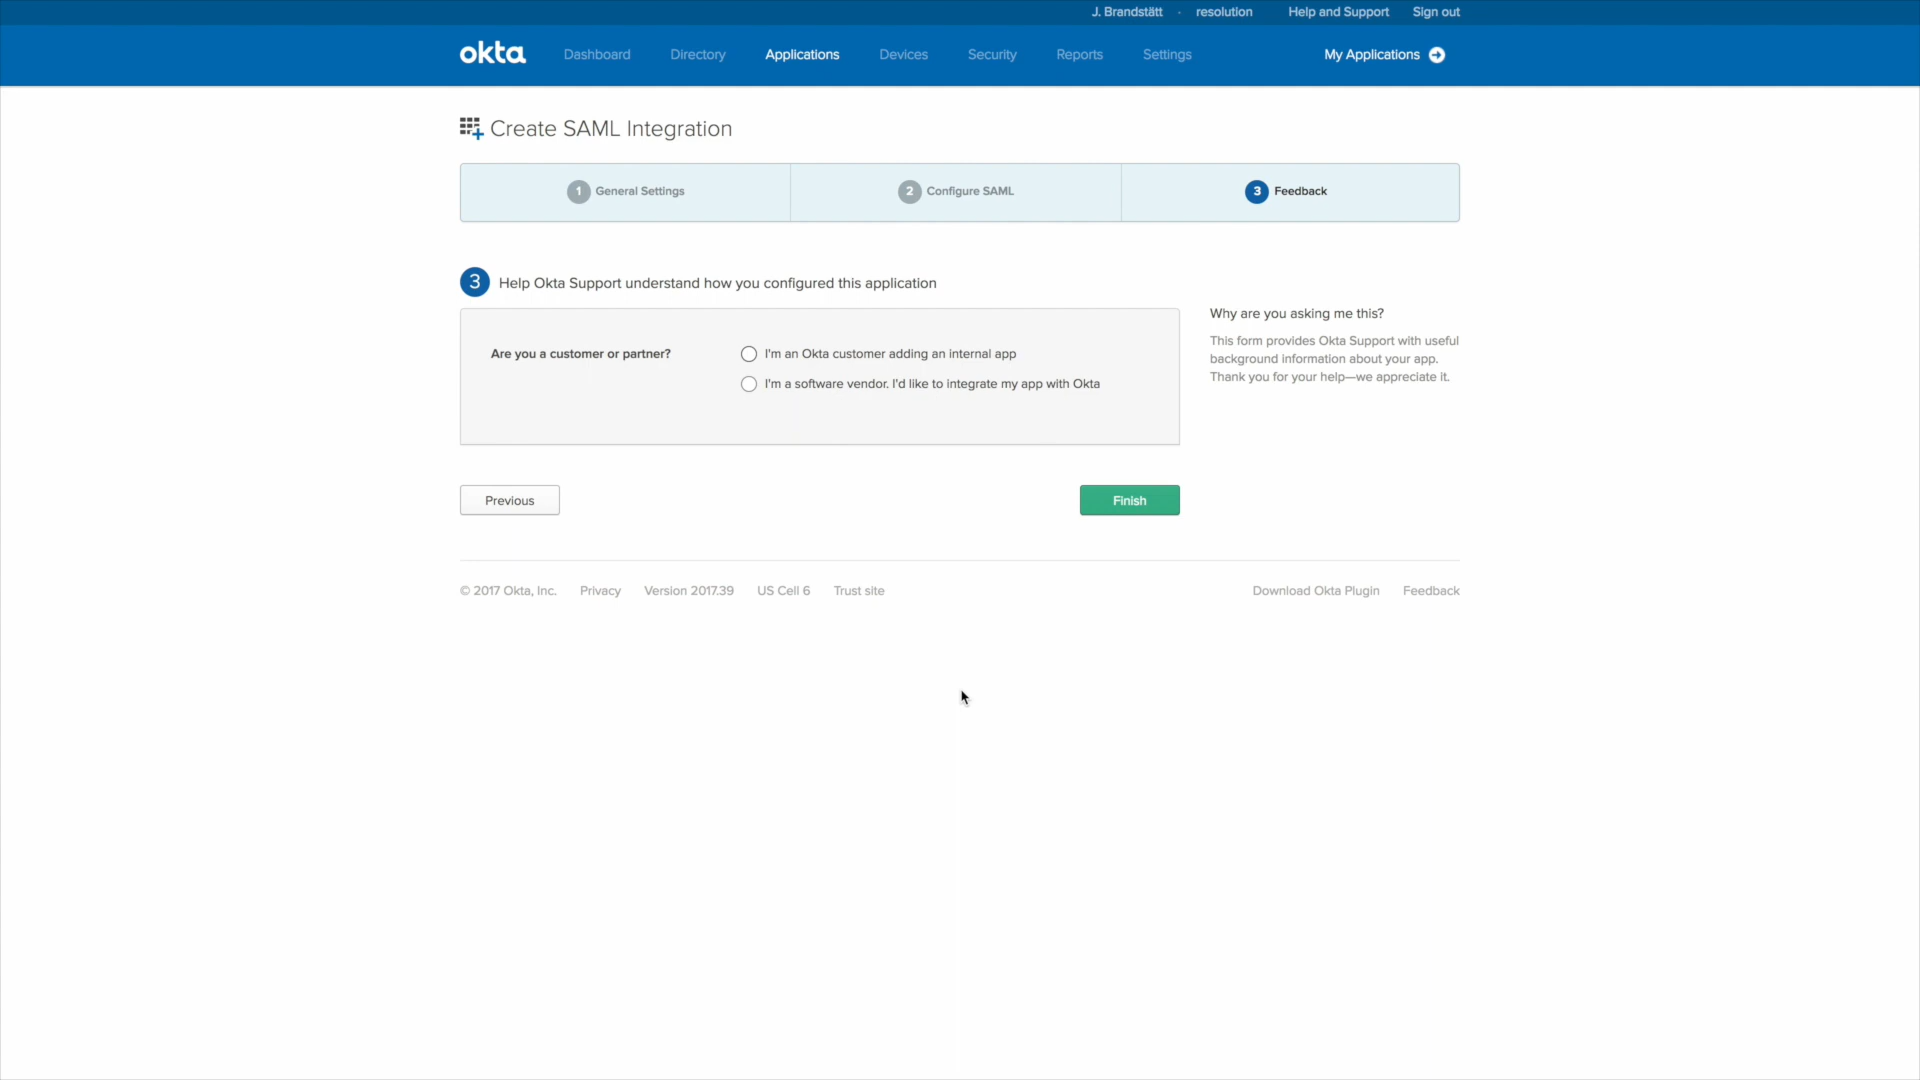 J. Brandstätt · resolution Help and Support Sign out
okta Dashboard Directory Applications Devices Security Reports Settings My Applications
Create SAML Integration
1 General Settings 2 Configure SAML 3 Feedback
3 Help Okta Support understand how you configured this application
Are you a customer or partner? I'm an Okta customer adding an internal app
I'm a software vendor. I'd like to integrate my app with Okta
Why are you asking me this?
This form provides Okta Support with useful
background information about your app.
Thank you for your help—we appreciate it.
Previous Finish
© 2017 Okta, Inc. Privacy Version 2017.39 US Cell 6 Trust site Download Okta Plugin Feedback